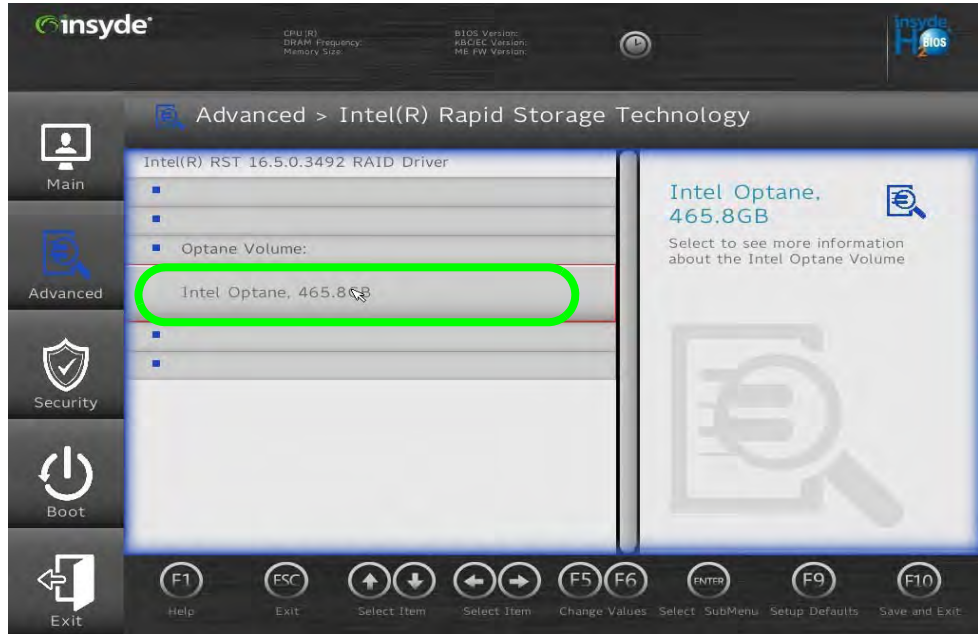 insyde
CPU (R)
DRAM Frequency:
Memory Size:
BIOS Version:
KBC/EC Version:
ME FW Version:
insyde
H2O BIOS
Advanced > Intel(R) Rapid Storage Technology
Main
Advanced
Security
Boot
Exit
Intel(R) RST 16.5.0.3492 RAID Driver
Optane Volume:
Intel Optane, 465.8GB
Intel Optane,
465.8GB
Select to see more information
about the Intel Optane Volume
F1
Help
ESC
Exit
Select Item
Select Item
F5 F6
Change Values
ENTER
Select SubMenu
F9
Setup Defaults
F10
Save and Exit